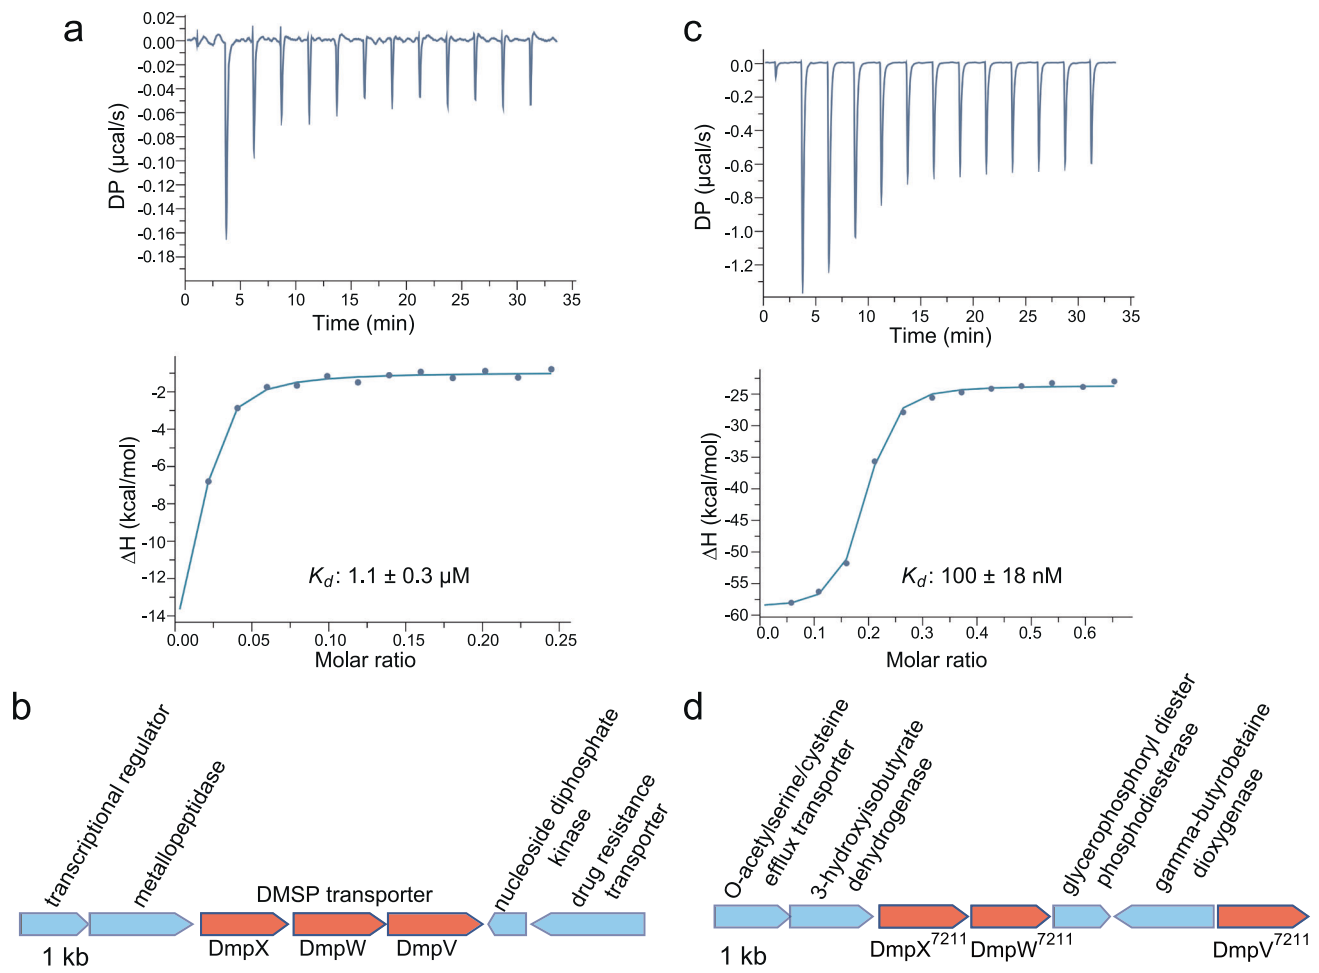 a
0.02
0.00
-0.02
-0.04
-0.06
-0.08
-0.10
-0.12
-0.14
-0.16
-0.18
DP (µcal/s)
0 5 10 15 20 25 30 35
Time (min)
-2
-4
-6
-8
-10
-12
-14
ΔH (kcal/mol)
Kd: 1.1 ± 0.3 µM
0.00 0.05 0.10 0.15 0.20 0.25
Molar ratio
c
0.0
-0.2
-0.4
-0.6
-0.8
-1.0
-1.2
DP (µcal/s)
0 5 10 15 20 25 30 35
Time (min)
-25
-30
-35
-40
-45
-50
-55
-60
ΔH (kcal/mol)
Kd: 100 ± 18 nM
0.0 0.1 0.2 0.3 0.4 0.5 0.6
Molar ratio
b
transcriptional regulator
metallopeptidase
DMSP transporter
nucleoside diphosphate
kinase
drug resistance
transporter
DmpX DmpW DmpV
1 kb
d
O-acetylserine/cysteine
efflux transporter
3-hydroxyisobutyrate
dehydrogenase
glycerophosphoryl diester
phosphodiesterase
gamma-butyrobetaine
dioxygenase
DmpX7211 DmpW7211 DmpV7211
1 kb